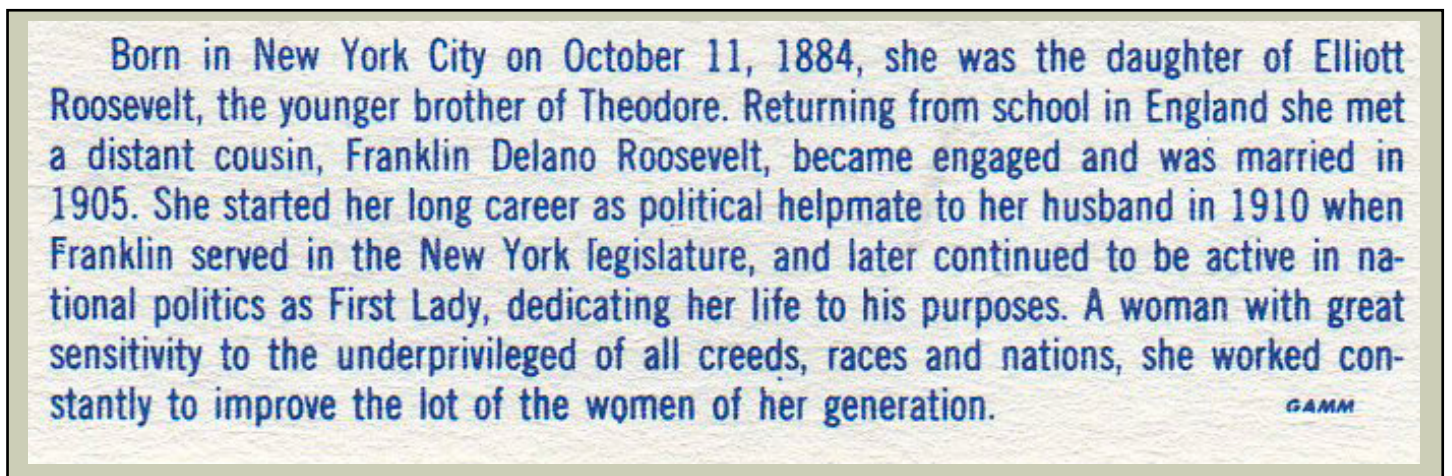 Born in New York City on October 11, 1884, she was the daughter of Elliott
Roosevelt, the younger brother of Theodore. Returning from school in England she met
a distant cousin, Franklin Delano Roosevelt, became engaged and was married in
1905. She started her long career as political helpmate to her husband in 1910 when
Franklin served in the New York legislature, and later continued to be active in na-
tional politics as First Lady, dedicating her life to his purposes. A woman with great
sensitivity to the underprivileged of all creeds, races and nations, she worked con-
stantly to improve the lot of the women of her generation. GAMM